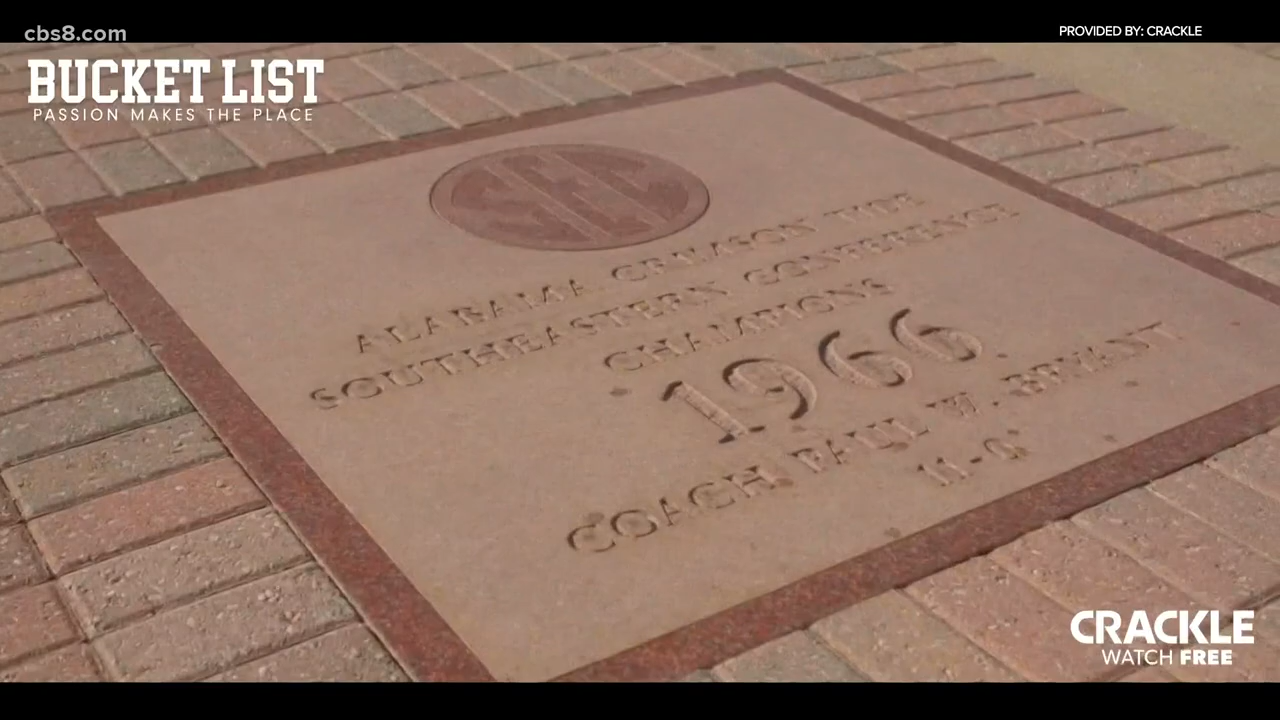 cbs8.com
PROVIDED BY: CRACKLE
BUCKET LIST
PASSION MAKES THE PLACE
SEC
ALABAMA CRIMSON TIDE
SOUTHEASTERN CONFERENCE
CHAMPIONS
1966
COACH PAUL W. BRYANT
11-0
CRACKLE
WATCH FREE